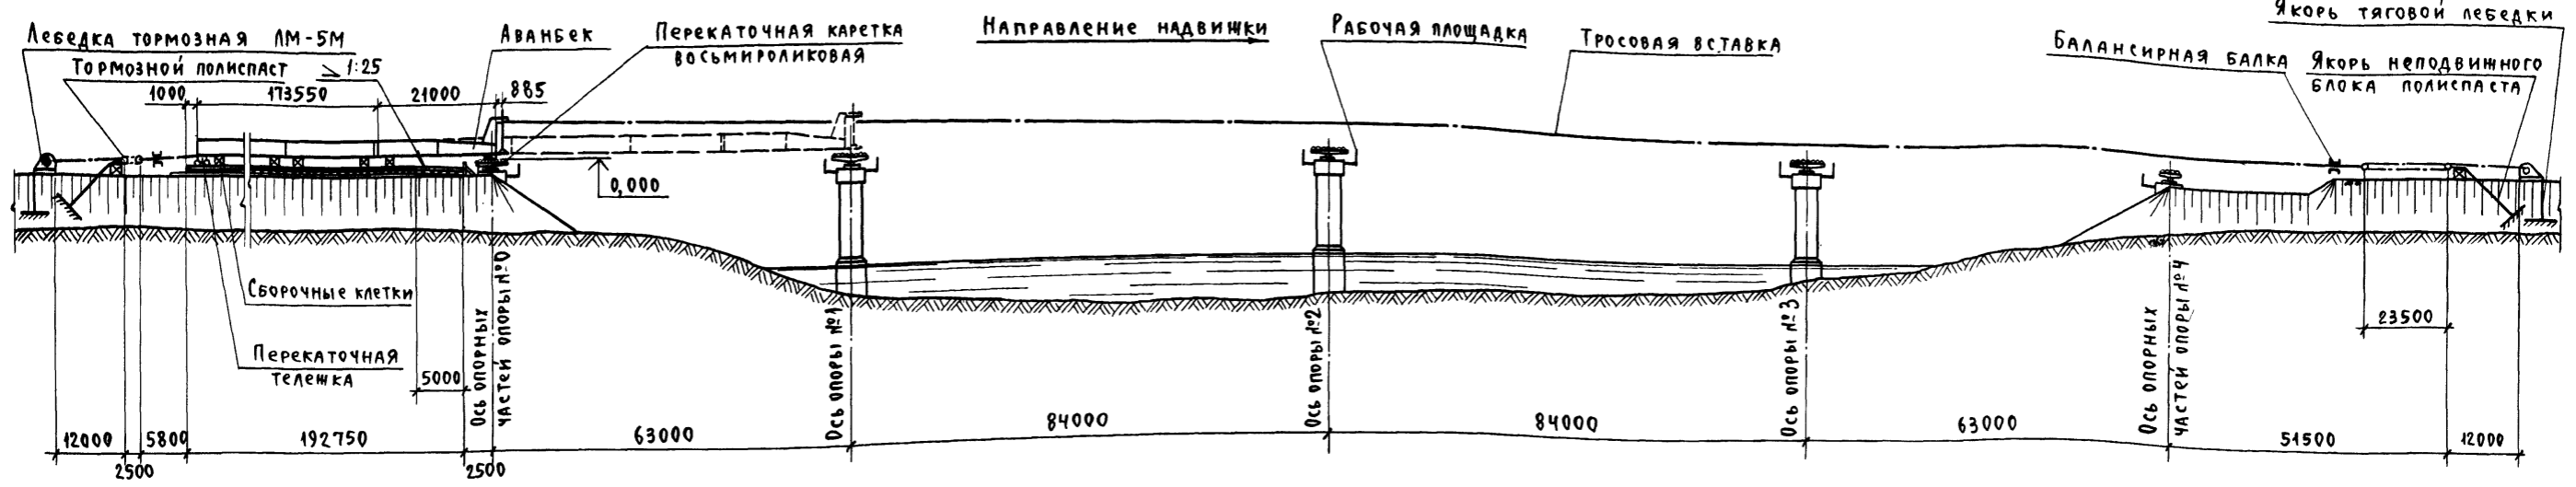 Лебедка тормозная ЛМ-5М
Тормозной полиспаст
1:25
Аванбек
Перекаточная каретка
восьмироликовая
Направление надвижки
Рабочая площадка
Тросовая вставка
Балансирная балка
Якорь тяговой лебедки
Якорь неподвижного
блока полиспаста
1000
173550
21000
885
0,000
Сборочные клетки
Перекаточная
тележка
5000
Ось опорных
частей опоры №0
Ось опоры №1
Ось опоры №2
Ось опоры №3
Ось опорных
частей опоры №4
23500
12000
2500
5800
192750
2500
63000
84000
84000
63000
51500
12000